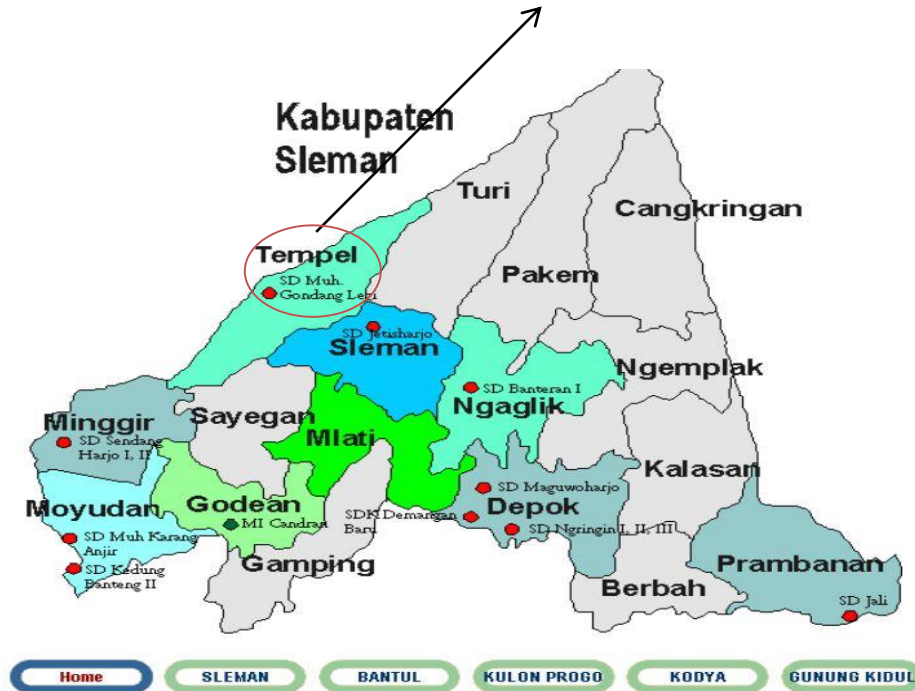 Kabupaten
Sleman
Turi
Cangkringan
Tempel
Pakem
SD Muh.
Gondang Legi
SD Jetisharjo
Sleman
Ngemplak
SD Banteran I
Ngaglik
Minggir
Sayegan
Mlati
SD Sendang
Harjo I, II
Kalasan
SD Maguwoharjo
Moyudan
Godean
Depok
MI Candran
SDK Demangan
Baru
SD Ngringin I, II, III
SD Muh Karang
Anjir
SD Kedung
Banteng II
Gamping
Prambanan
Berbah
SD Jali
Home
SLEMAN
BANTUL
KULON PROGO
KODYA
GUNUNG KIDUL